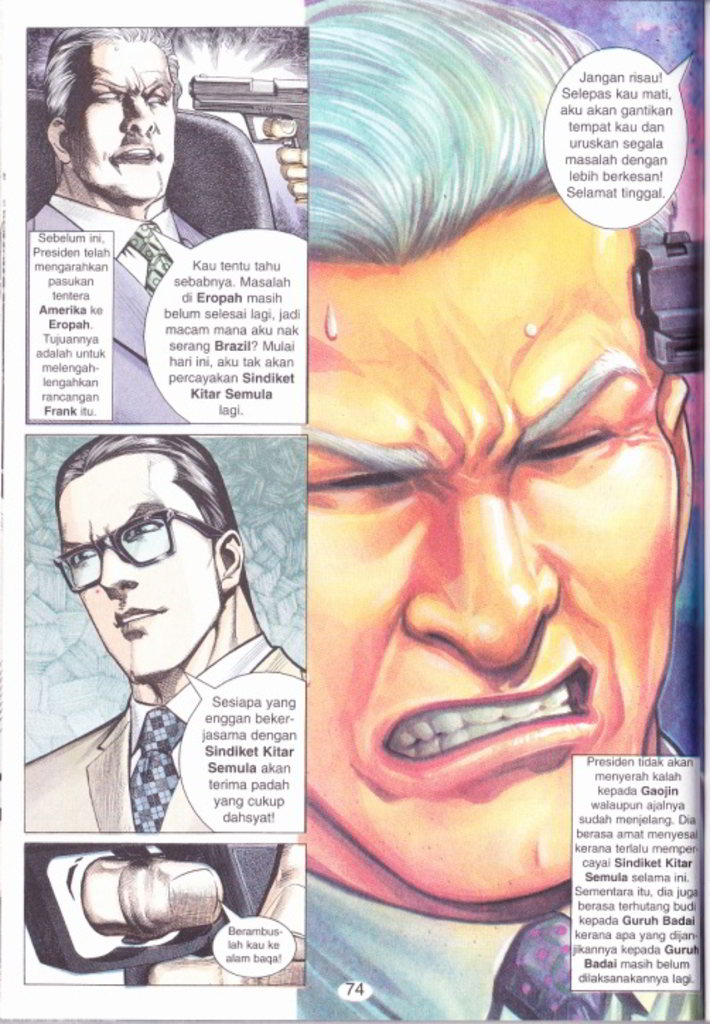 Sebelum ini,
Presiden telah
mengarahkan
pasukan
tentera
Amerika ke
Eropah.
Tujuannya
adalah untuk
melengah-
lengahkan
rancangan
Frank itu.
Kau tentu tahu
sebabnya. Masalah
di Eropah masih
belum selesai lagi, jadi
macam mana aku nak
serang Brazil? Mulai
hari ini, aku tak akan
percayakan Sindiket
Kitar Semula
lagi.
Sesiapa yang
enggan beker-
jasama dengan
Sindiket Kitar
Semula akan
terima padah
yang cukup
dahsyat!
Berambus-
lah kau ke
alam baqa!
Jangan risau!
Selepas kau mati,
aku akan gantikan
tempat kau dan
uruskan segala
masalah dengan
lebih berkesan!
Selamat tinggal.
Presiden tidak akan
menyerah kalah
kepada Gaojin
walaupun ajalnya
sudah menjelang. Dia
berasa amat menyesal
kerana terlalu memper-
cayai Sindiket Kitar
Semula selama ini.
Sementara itu, dia juga
berasa terhutang budi
kepada Guruh Badai
kerana apa yang dijan-
jikannya kepada Guruh
Badai masih belum
dilaksanakannya lagi.
74